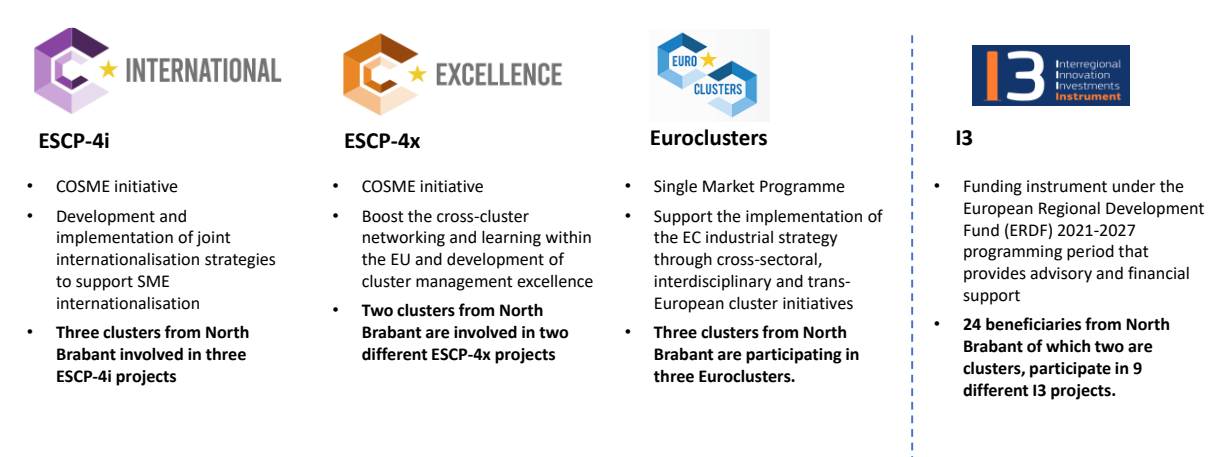 INTERNATIONAL
ESCP-4i
• COSME initiative
• Development and
implementation of joint
internationalisation strategies
to support SME
internationalisation
• Three clusters from North
Brabant involved in three
ESCP-4i projects
EXCELLENCE
ESCP-4x
• COSME initiative
• Boost the cross-cluster
networking and learning within
the EU and development of
cluster management excellence
• Two clusters from North
Brabant are involved in two
different ESCP-4x projects
EURO
CLUSTERS
Euroclusters
• Single Market Programme
• Support the implementation of
the EC industrial strategy
through cross-sectoral,
interdisciplinary and trans-
European cluster initiatives
• Three clusters from North
Brabant are participating in
three Euroclusters.
I3
Interregional
Innovation
Investments
Instrument
I3
• Funding instrument under the
European Regional Development
Fund (ERDF) 2021-2027
programming period that
provides advisory and financial
support
• 24 beneficiaries from North
Brabant of which two are
clusters, participate in 9
different I3 projects.